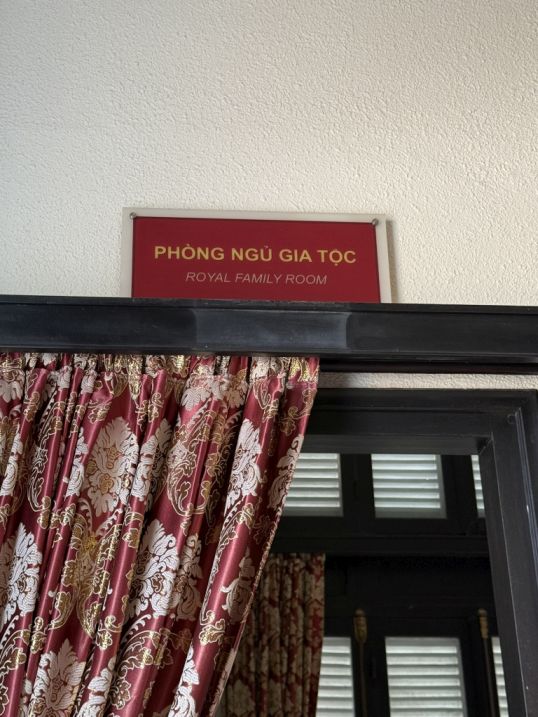 PHÒNG NGỦ GIA TỘC
ROYAL FAMILY ROOM